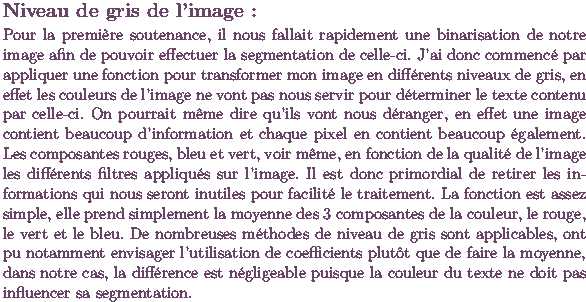 Niveau de gris de l'image :
Pour la première soutenance, il nous fallait rapidement une binarisation de notre
image afin de pouvoir effectuer la segmentation de celle-ci. J'ai donc commencé par
appliquer une fonction pour transformer mon image en différents niveaux de gris, en
effet les couleurs de l'image ne vont pas nous servir pour déterminer le texte contenu
par celle-ci. On pourrait même dire qu'ils vont nous déranger, en effet une image
contient beaucoup d'information et chaque pixel en contient beaucoup également.
Les composantes rouges, bleu et vert, voir même, en fonction de la qualité de l'image
les différents filtres appliqués sur l'image. Il est donc primordial de retirer les in-
formations qui nous seront inutiles pour facilité le traitement. La fonction est assez
simple, elle prend simplement la moyenne des 3 composantes de la couleur, le rouge,
le vert et le bleu. De nombreuses méthodes de niveau de gris sont applicables, ont
pu notamment envisager l'utilisation de coefficients plutôt que de faire la moyenne,
dans notre cas, la différence est négligeable puisque la couleur du texte ne doit pas
influencer sa segmentation.